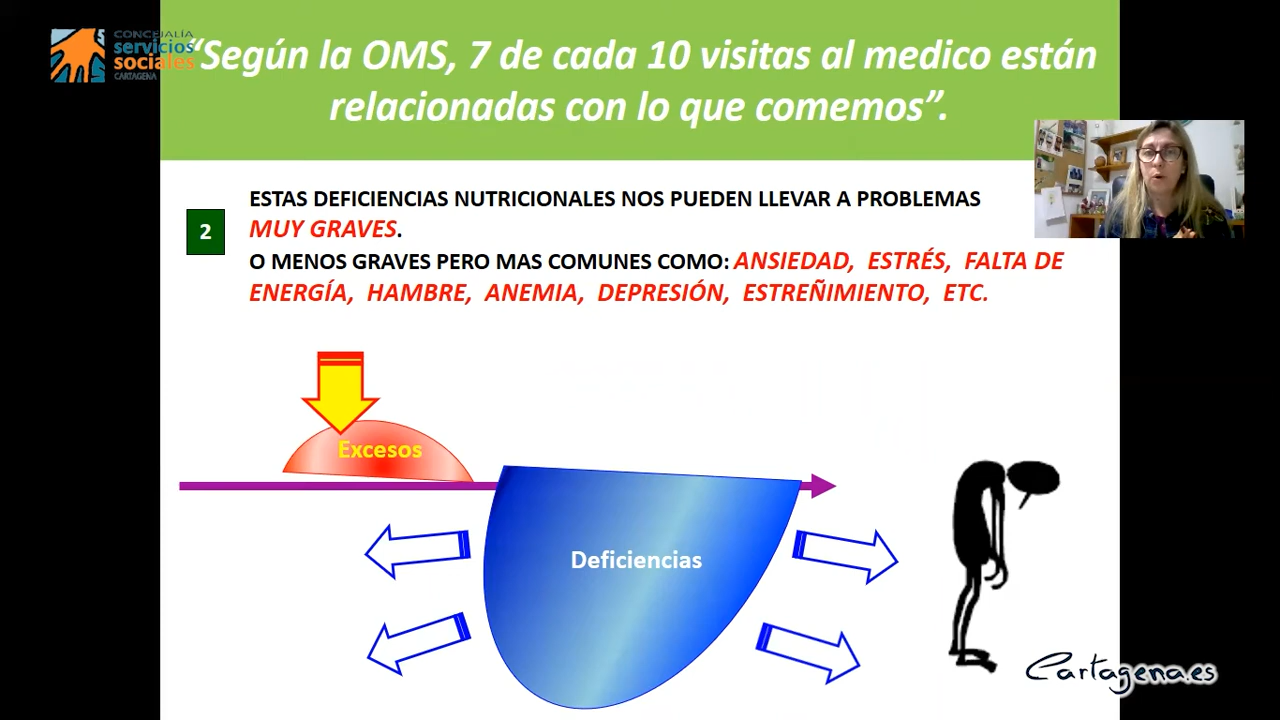 CONCEJALÍA
servicios
sociales
CARTAGENA
“Según la OMS, 7 de cada 10 visitas al medico están
relacionadas con lo que comemos”.
2
ESTAS DEFICIENCIAS NUTRICIONALES NOS PUEDEN LLEVAR A PROBLEMAS
MUY GRAVES.
O MENOS GRAVES PERO MAS COMUNES COMO: ANSIEDAD, ESTRÉS, FALTA DE
ENERGÍA, HAMBRE, ANEMIA, DEPRESIÓN, ESTREÑIMIENTO, ETC.
Excesos
Deficiencias
Cartagena.es